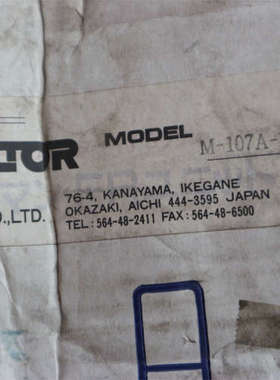 MODEL M-107A-
TOR
76-4, KANAYAMA, IKEGANE
O.,LTD. OKAZAKI, AICHI 444-3595 JAPAN
TEL:564-48-2411 FAX:564-48-6500